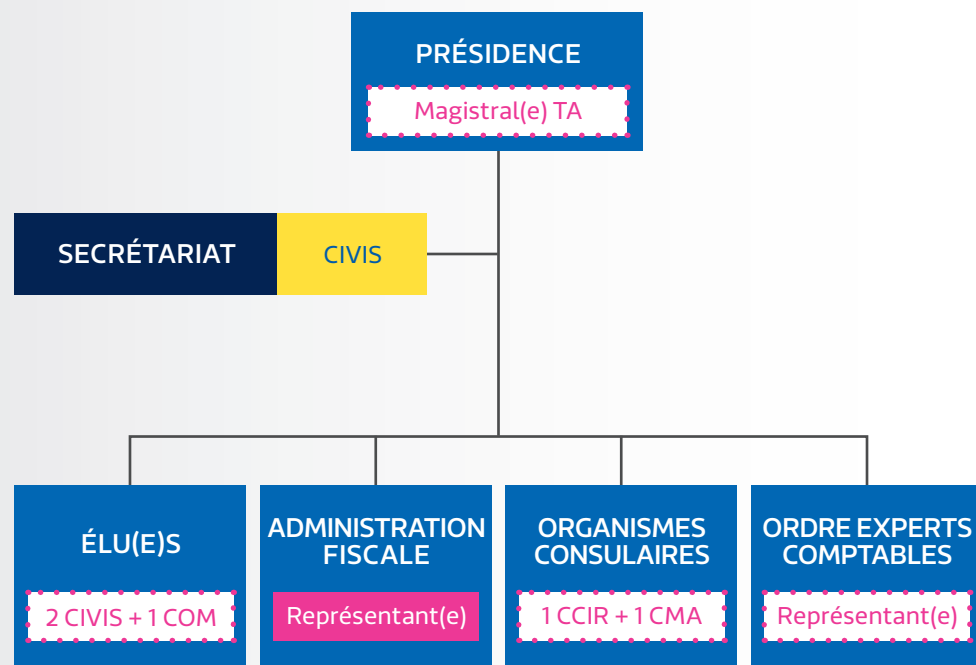 PRÉSIDENCE
Magistral(e) TA
SECRÉTARIAT
CIVIS
ÉLU(E)S
2 CIVIS + 1 COM
ADMINISTRATION
FISCALE
Représentant(e)
ORGANISMES
CONSULAIRES
1 CCIR + 1 CMA
ORDRE EXPERTS
COMPTABLES
Représentant(e)